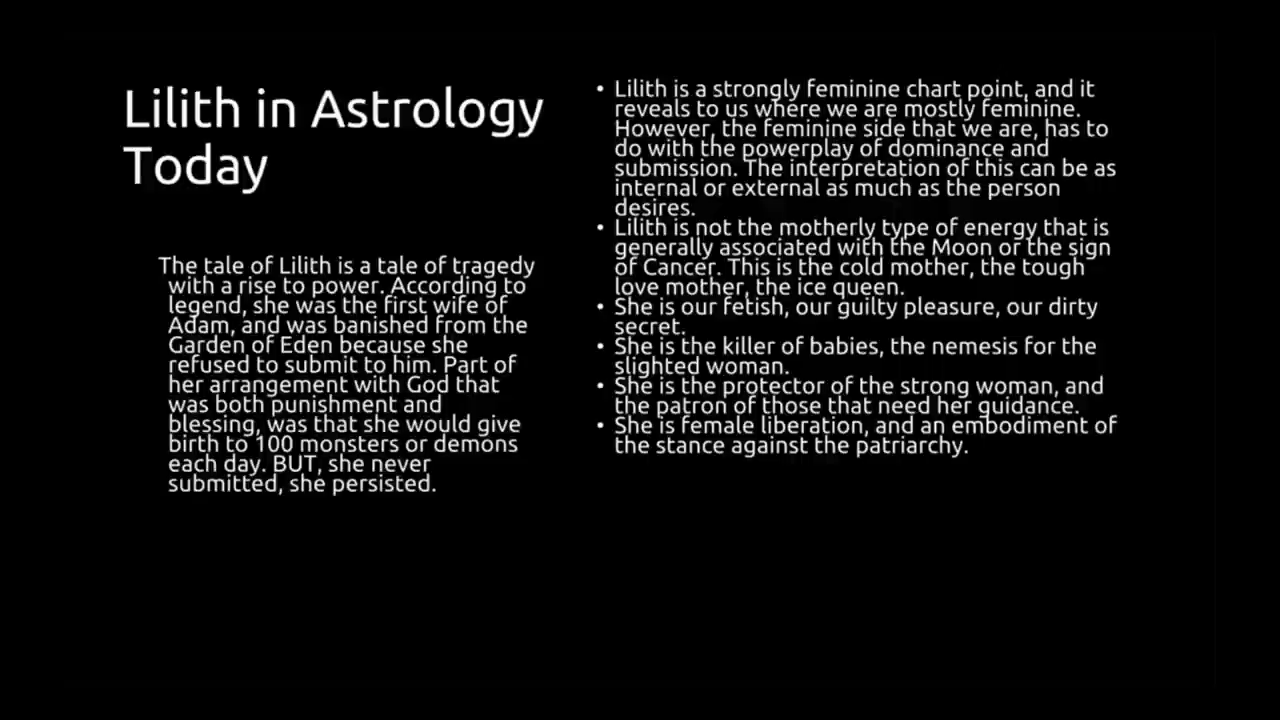 Lilith in Astrology
Today
The tale of Lilith is a tale of tragedy
with a rise to power. According to
legend, she was the first wife of
Adam, and was banished from the
Garden of Eden because she
refused to submit to him. Part of
her arrangement with God that
was both punishment and
blessing, was that she would give
birth to 100 monsters or demons
each day. BUT, she never
submitted, she persisted.
• Lilith is a strongly feminine chart point, and it
reveals to us where we are mostly feminine.
However, the feminine side that we are, has to
do with the powerplay of dominance and
submission. The interpretation of this can be as
internal or external as much as the person
desires.
• Lilith is not the motherly type of energy that is
generally associated with the Moon or the sign
of Cancer. This is the cold mother, the tough
love mother, the ice queen.
• She is our fetish, our guilty pleasure, our dirty
secret.
• She is the killer of babies, the nemesis for the
slighted woman.
• She is the protector of the strong woman, and
the patron of those that need her guidance.
• She is female liberation, and an embodiment of
the stance against the patriarchy.